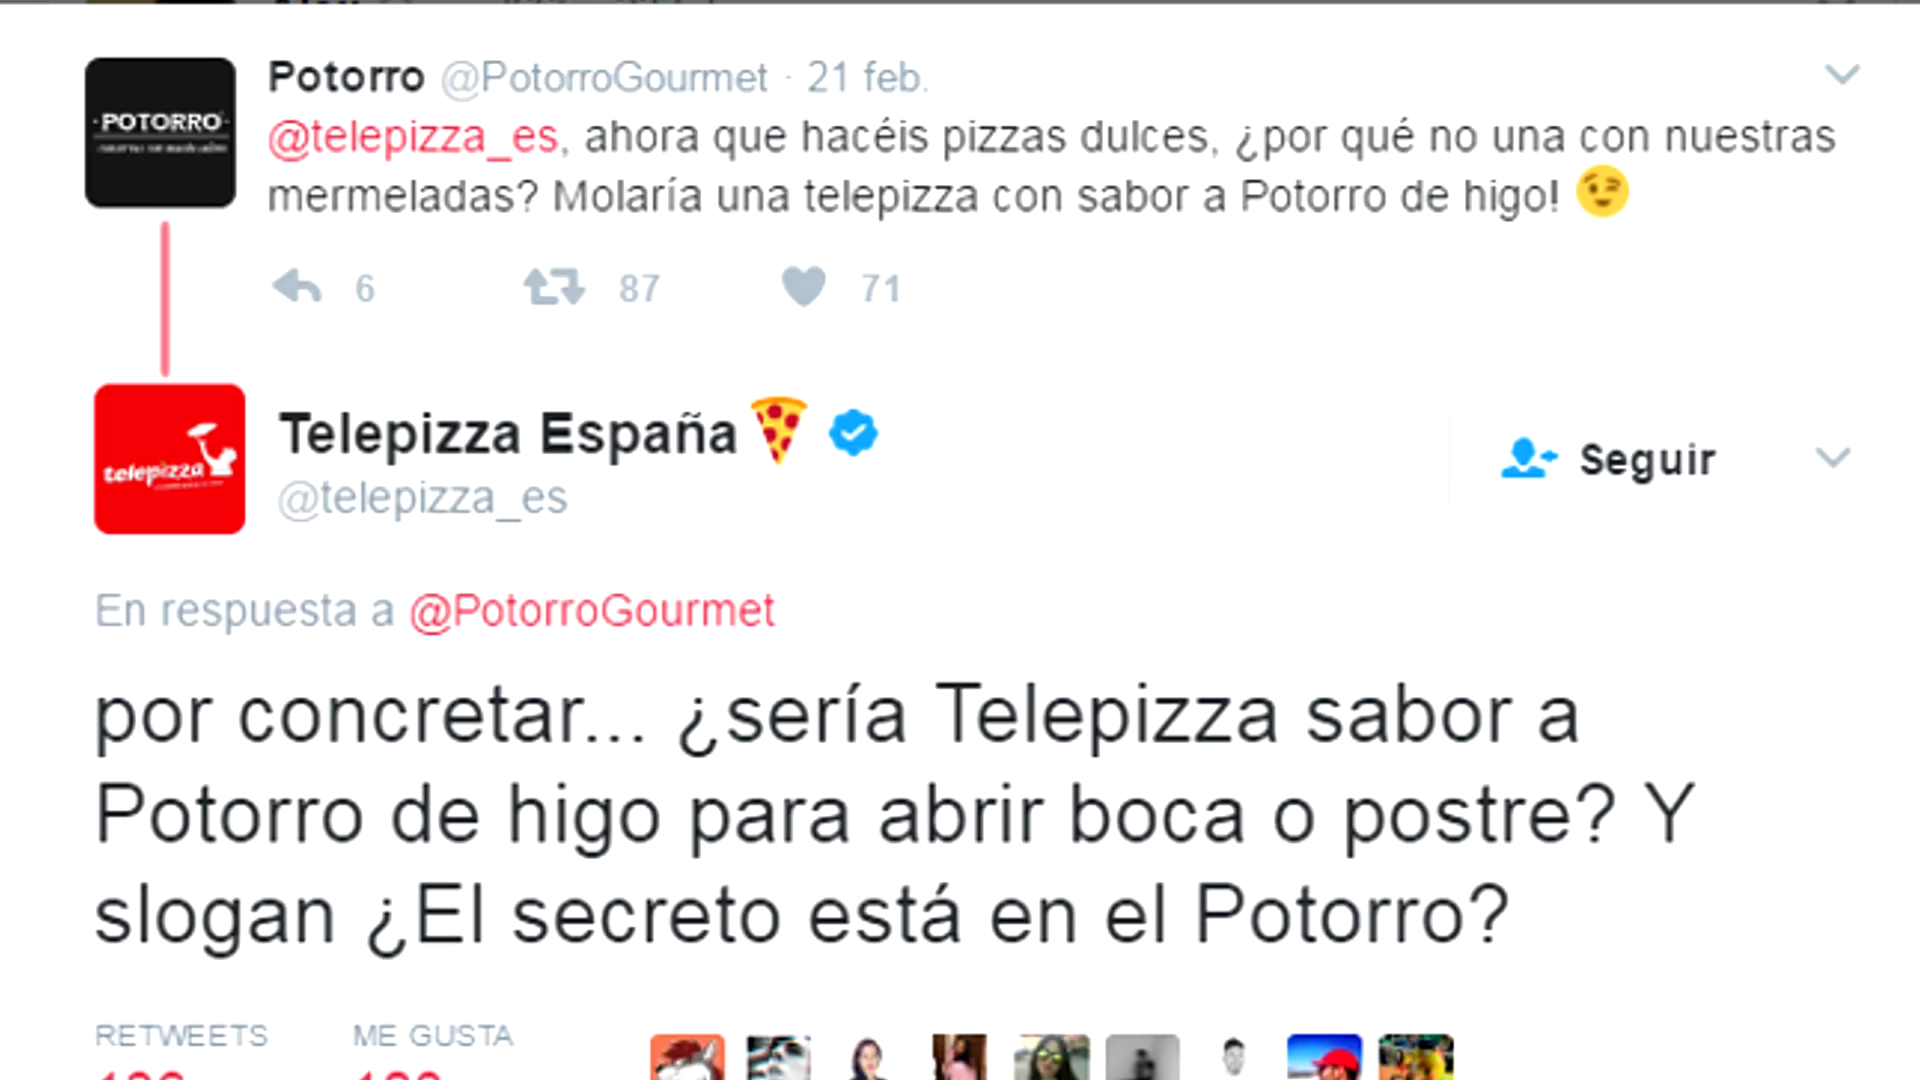 Potorro @PotorroGourmet · 21 feb.
·POTORRO·
@telepizza_es, ahora que hacéis pizzas dulces, ¿por qué no una con nuestras
mermeladas? Molaría una telepizza con sabor a Potorro de higo!
6 87 71
Telepizza España
telepizza
@telepizza_es
Seguir
En respuesta a @PotorroGourmet
por concretar... ¿sería Telepizza sabor a
Potorro de higo para abrir boca o postre? Y
slogan ¿El secreto está en el Potorro?
RETWEETS ME GUSTA